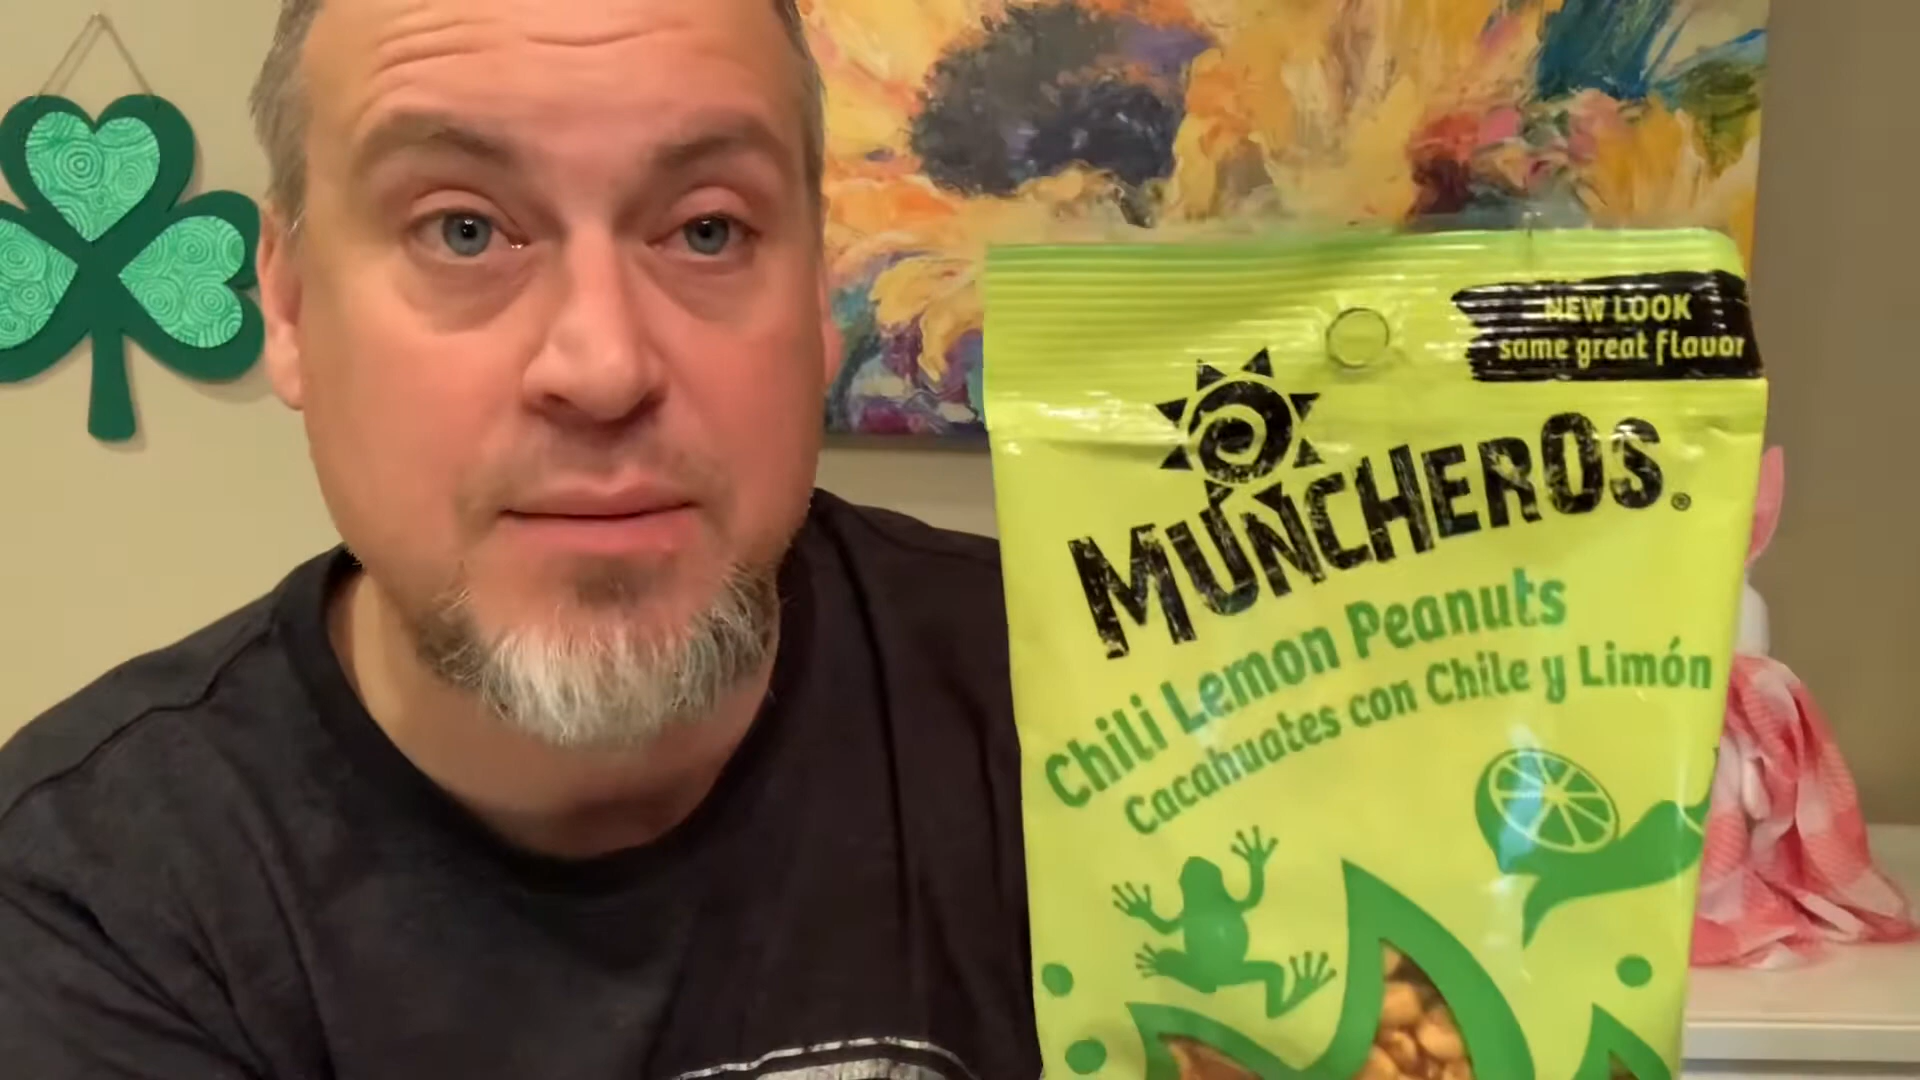 NEW LOOK
same great flavor
MUNCHEROS®
Chili Lemon Peanuts
Cacahuates con Chile y Limón